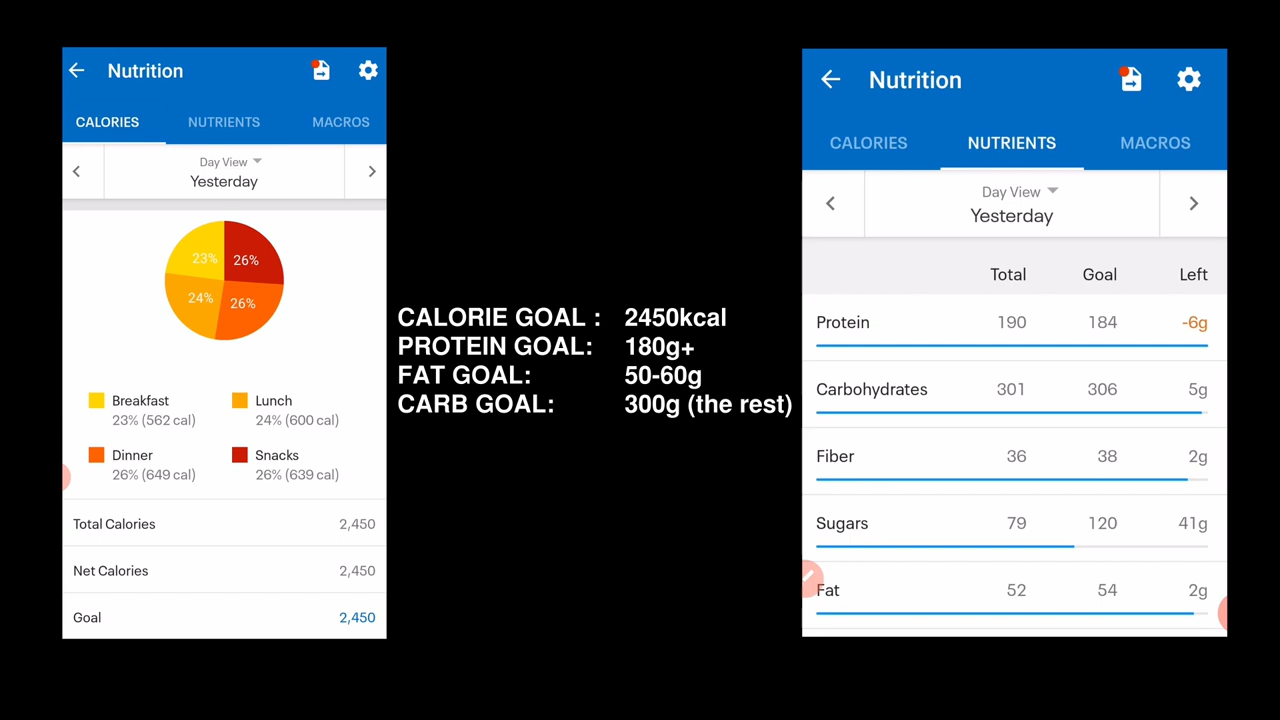 Nutrition
CALORIES NUTRIENTS MACROS
Day View
Yesterday
23% 26%
24% 26%
Breakfast Lunch
23% (562 cal) 24% (600 cal)
Dinner Snacks
26% (649 cal) 26% (639 cal)
Total Calories 2,450
Net Calories 2,450
Goal 2,450
CALORIE GOAL : 2450kcal
PROTEIN GOAL: 180g+
FAT GOAL: 50-60g
CARB GOAL: 300g (the rest)
Nutrition
CALORIES NUTRIENTS MACROS
Day View
Yesterday
Total Goal Left
Protein 190 184 -6g
Carbohydrates 301 306 5g
Fiber 36 38 2g
Sugars 79 120 41g
Fat 52 54 2g